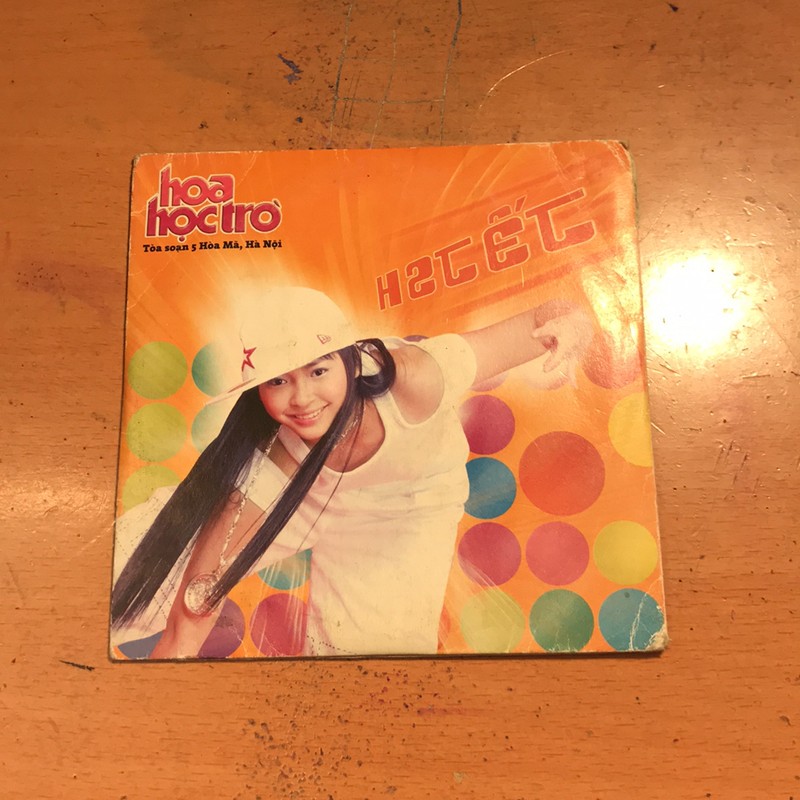 hoa
học trò
Tòa soạn 5 Hòa Mã, Hà Nội
H2TẾT